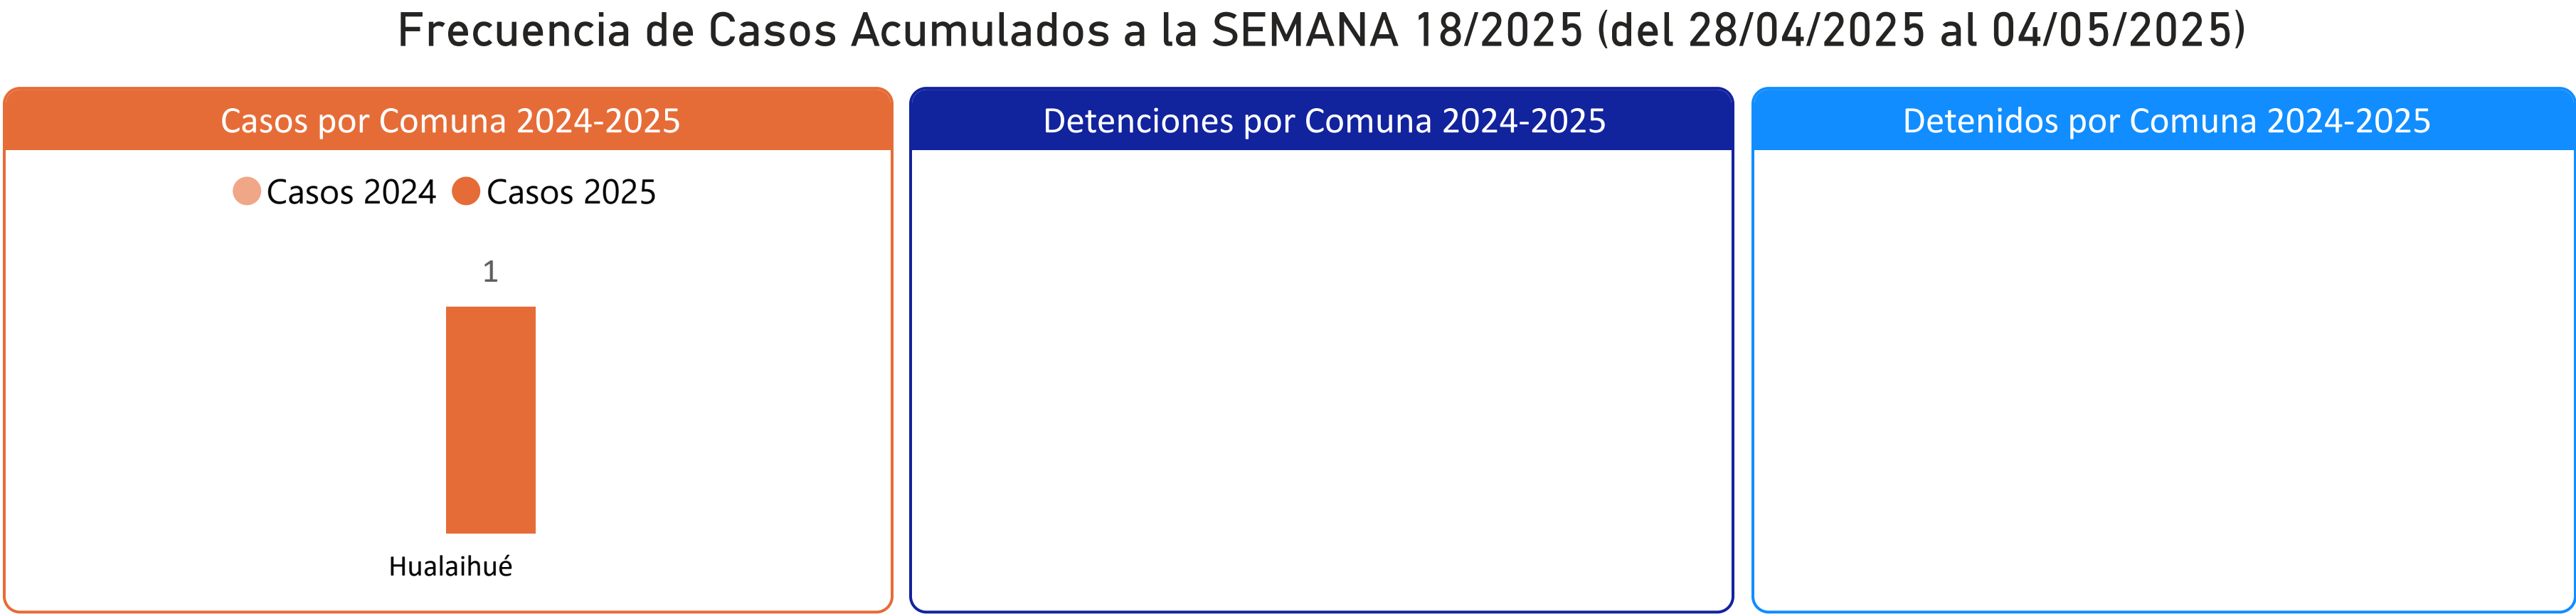 Frecuencia de Casos Acumulados a la SEMANA 18/2025 (del 28/04/2025 al 04/05/2025)
Casos por Comuna 2024-2025
Casos 2024 Casos 2025
1
Hualaihué
Detenciones por Comuna 2024-2025
Detenidos por Comuna 2024-2025